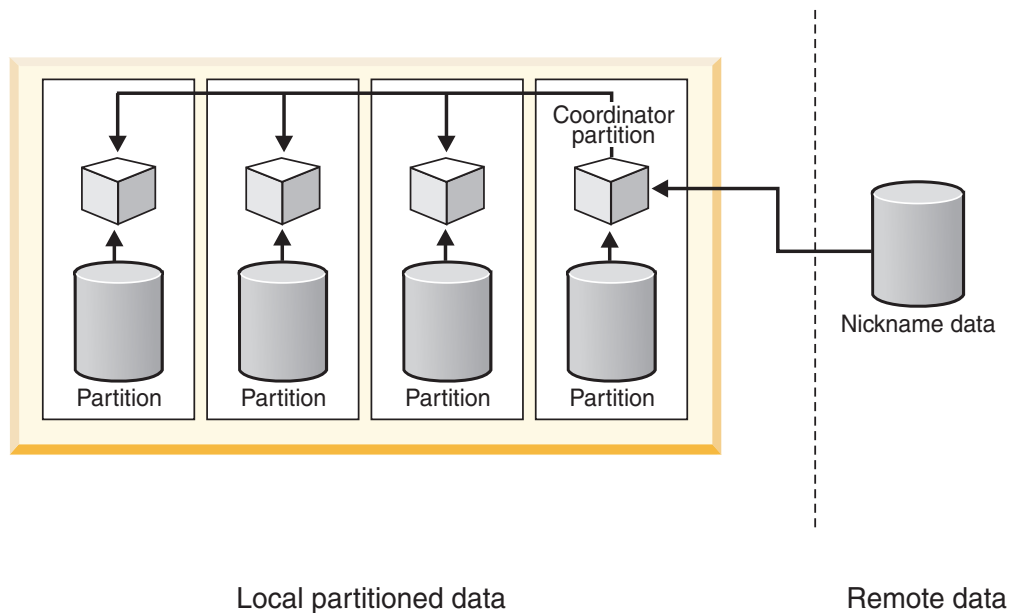 Coordinator
partition
Nickname data
Partition
Partition
Partition
Partition
Local partitioned data
Remote data